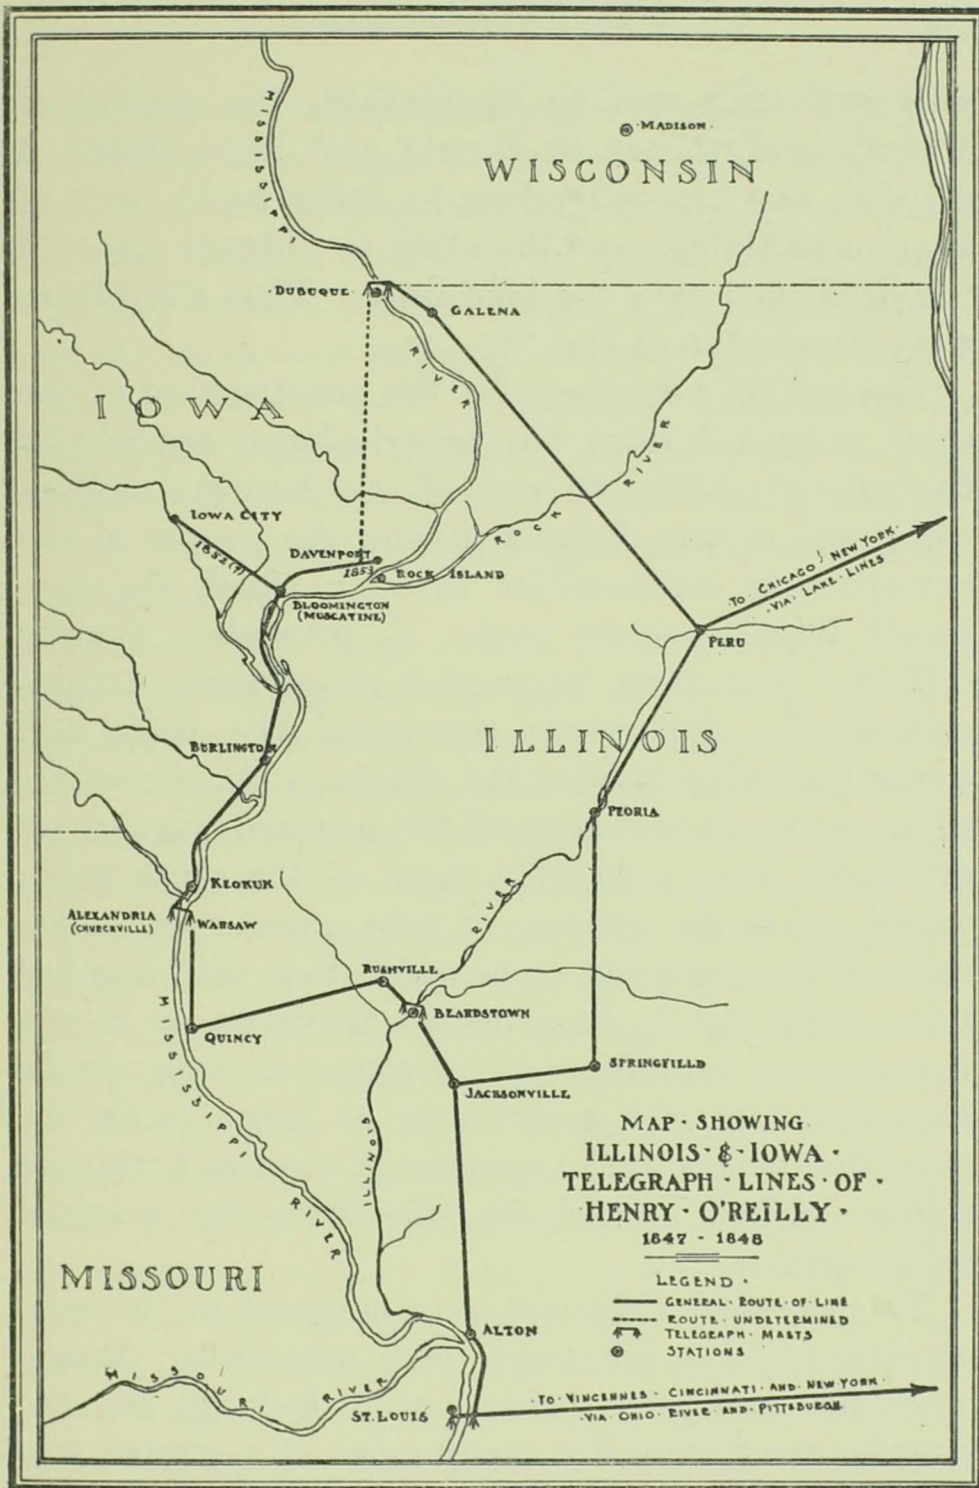 MISSISSIPPI
· MADISON ·
WISCONSIN
· DUBUQUE ·
GALENA
RIVER
IOWA
ROCK RIVER
IOWA CITY
1852(?)
DAVENPORT
1853
ROCK ISLAND
BLOOMINGTON
(MUSCATINE)
· TO · CHICAGO & NEW YORK ·
· VIA · LAKE · LINES
PERU
ILLINOIS
BURLINGTON
PEORIA
KEOKUK
ALEXANDRIA
(CHURCHVILLE)
WARSAW
RIVER
RUSHVILLE
BEARDSTOWN
QUINCY
SPRINGFIELD
JACKSONVILLE
MISSISSIPPI
RIVER
ILLINOIS
MAP · SHOWING
ILLINOIS · & · IOWA ·
TELEGRAPH · LINES · OF ·
HENRY · O'REILLY ·
1847 - 1848
LEGEND ·
GENERAL · ROUTE · OF · LINE
ROUTE · UNDETERMINED
TELEGRAPH · MASTS
STATIONS
MISSOURI
ALTON
MISSOURI RIVER
ST. LOUIS
· TO · VINCENNES · CINCINNATI · AND · NEW · YORK ·
· VIA · OHIO · RIVER · AND · PITTSBURGH